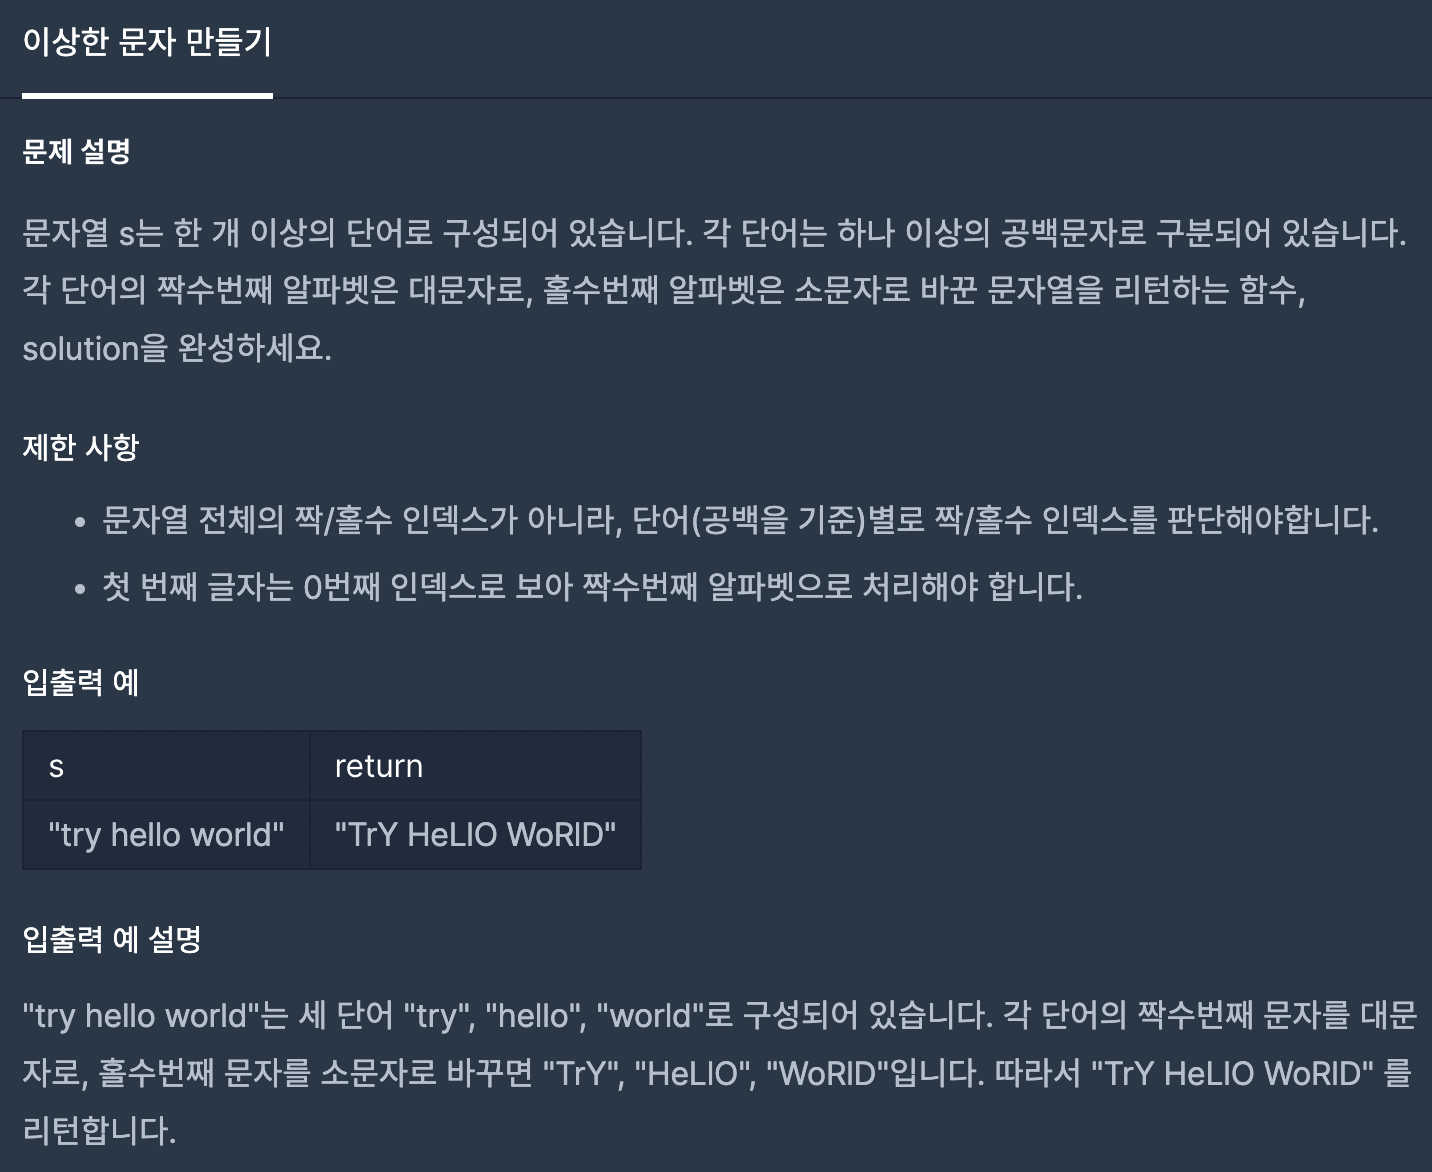 이상한 문자 만들기
문제 설명
문자열 s는 한 개 이상의 단어로 구성되어 있습니다. 각 단어는 하나 이상의 공백문자로 구분되어 있습니다.
각 단어의 짝수번째 알파벳은 대문자로, 홀수번째 알파벳은 소문자로 바꾼 문자열을 리턴하는 함수,
solution을 완성하세요.
제한 사항
• 문자열 전체의 짝/홀수 인덱스가 아니라, 단어(공백을 기준)별로 짝/홀수 인덱스를 판단해야합니다.
• 첫 번째 글자는 0번째 인덱스로 보아 짝수번째 알파벳으로 처리해야 합니다.
입출력 예
s return
"try hello world" "TrY HeLlO WoRlD"
입출력 예 설명
"try hello world"는 세 단어 "try", "hello", "world"로 구성되어 있습니다. 각 단어의 짝수번째 문자를 대문
자로, 홀수번째 문자를 소문자로 바꾸면 "TrY", "HeLlO", "WoRlD"입니다. 따라서 "TrY HeLlO WoRlD" 를
리턴합니다.